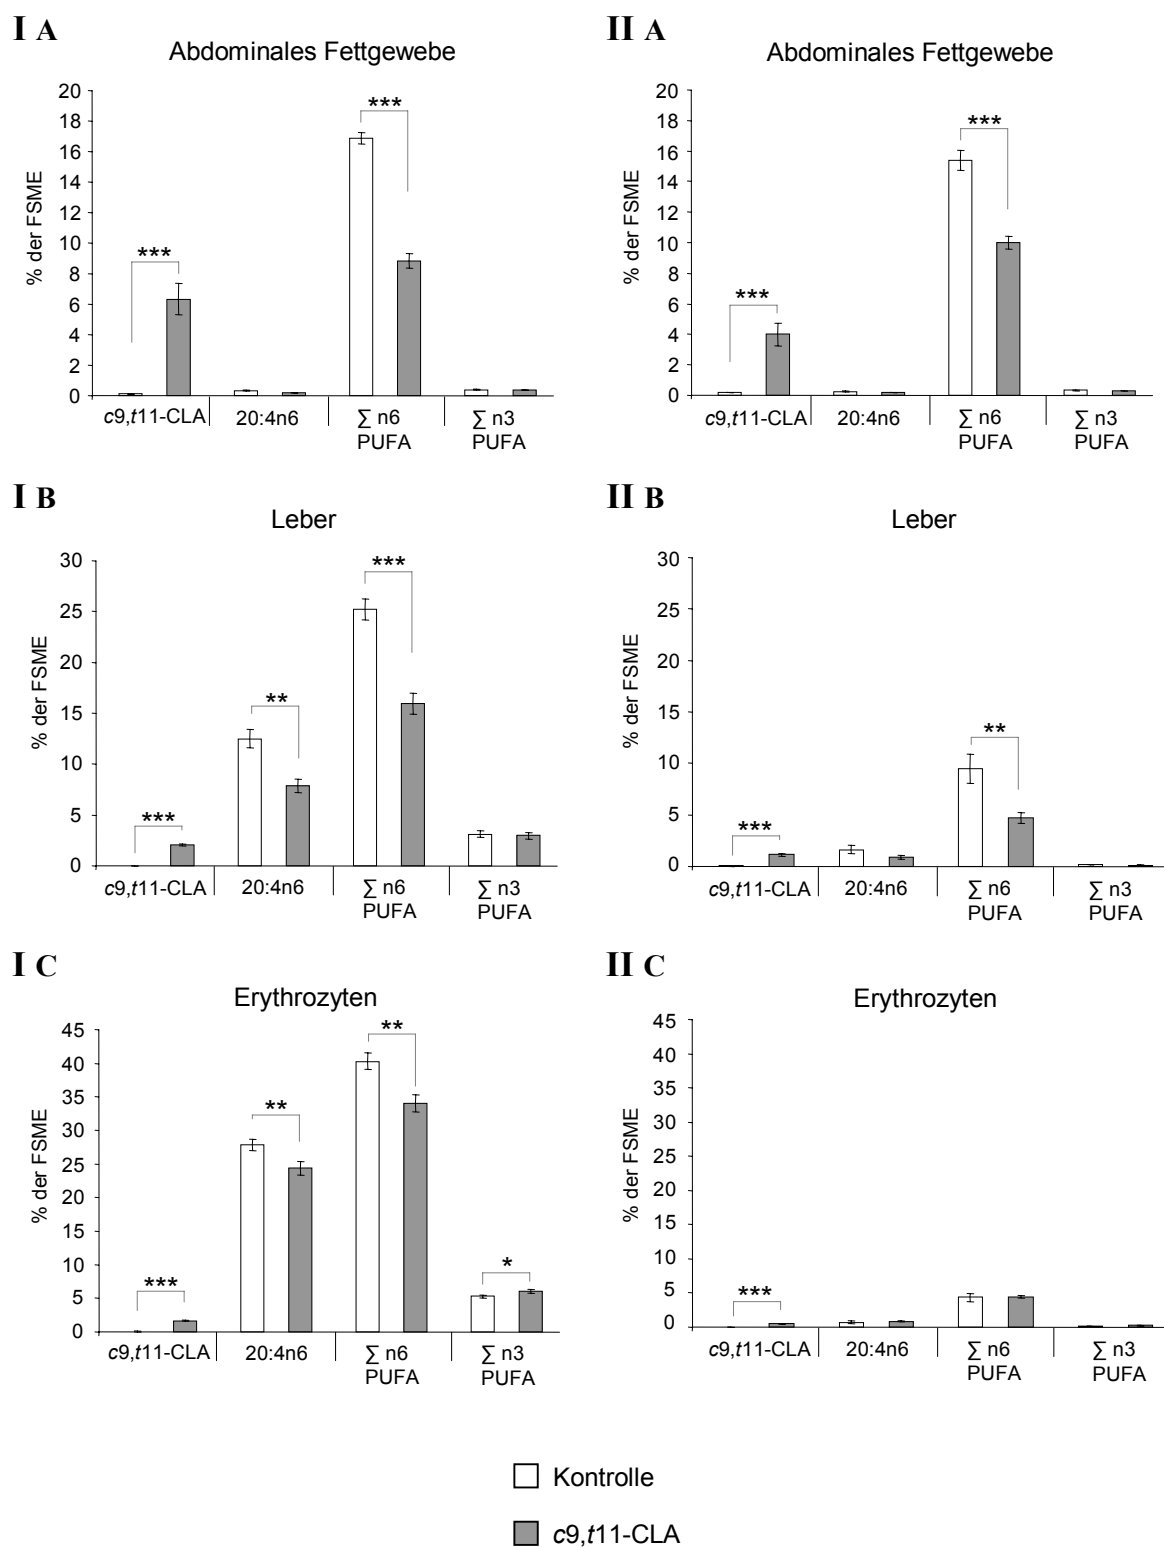 I A
Abdominales Fettgewebe
% der FSME
20
18
16
14
12
10
8
6
4
2
0
***
***
c9,t11-CLA
20:4n6
∑ n6
PUFA
∑ n3
PUFA
II A
Abdominales Fettgewebe
% der FSME
20
18
16
14
12
10
8
6
4
2
0
***
***
c9,t11-CLA
20:4n6
∑ n6
PUFA
∑ n3
PUFA
I B
Leber
% der FSME
30
25
20
15
10
5
0
***
**
***
c9,t11-CLA
20:4n6
∑ n6
PUFA
∑ n3
PUFA
II B
Leber
% der FSME
30
25
20
15
10
5
0
***
**
c9,t11-CLA
20:4n6
∑ n6
PUFA
∑ n3
PUFA
I C
Erythrozyten
% der FSME
45
40
35
30
25
20
15
10
5
0
***
**
**
*
c9,t11-CLA
20:4n6
∑ n6
PUFA
∑ n3
PUFA
II C
Erythrozyten
% der FSME
45
40
35
30
25
20
15
10
5
0
***
c9,t11-CLA
20:4n6
∑ n6
PUFA
∑ n3
PUFA
Kontrolle
c9,t11-CLA